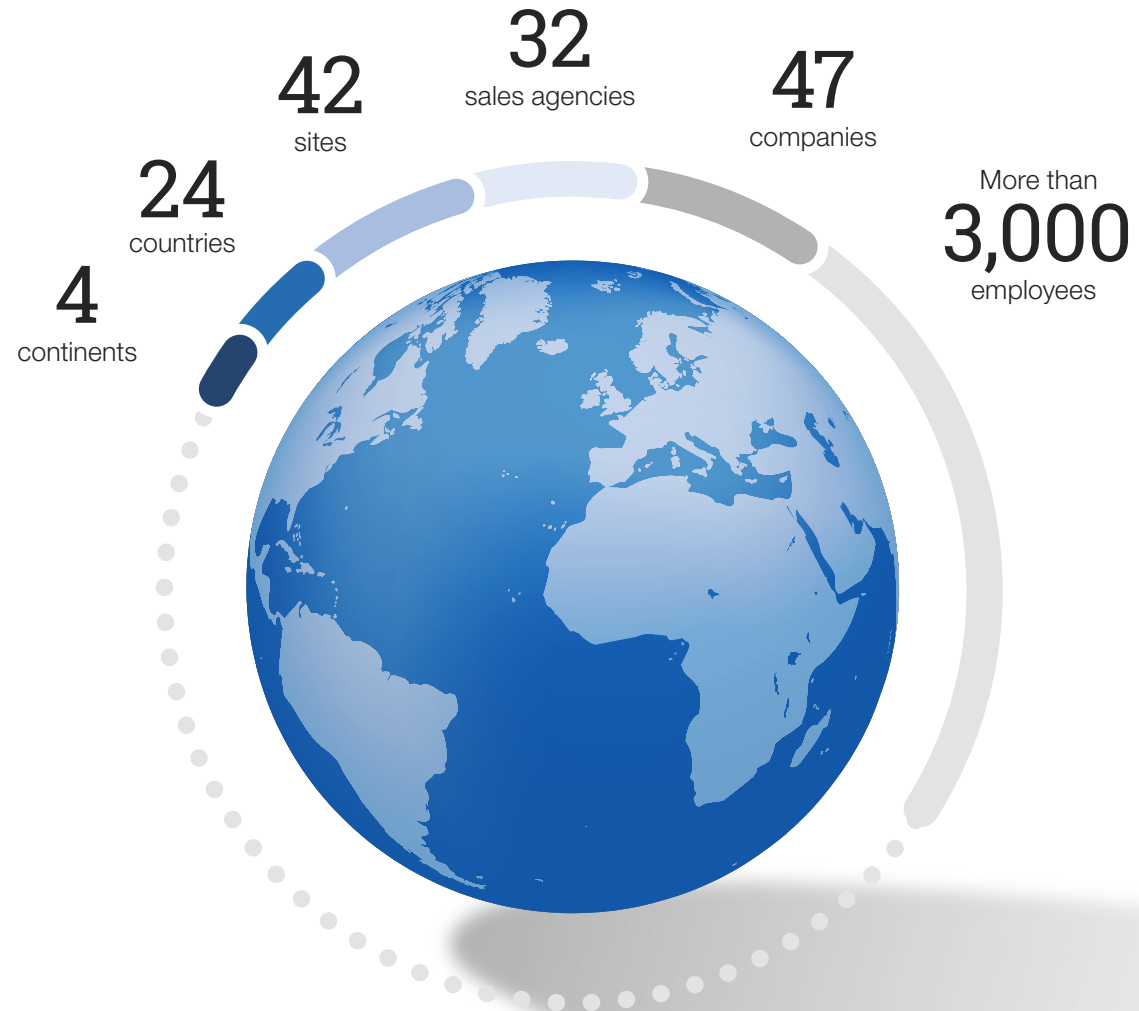 4
continents
24
countries
42
sites
32
sales agencies
47
companies
More than
3,000
employees